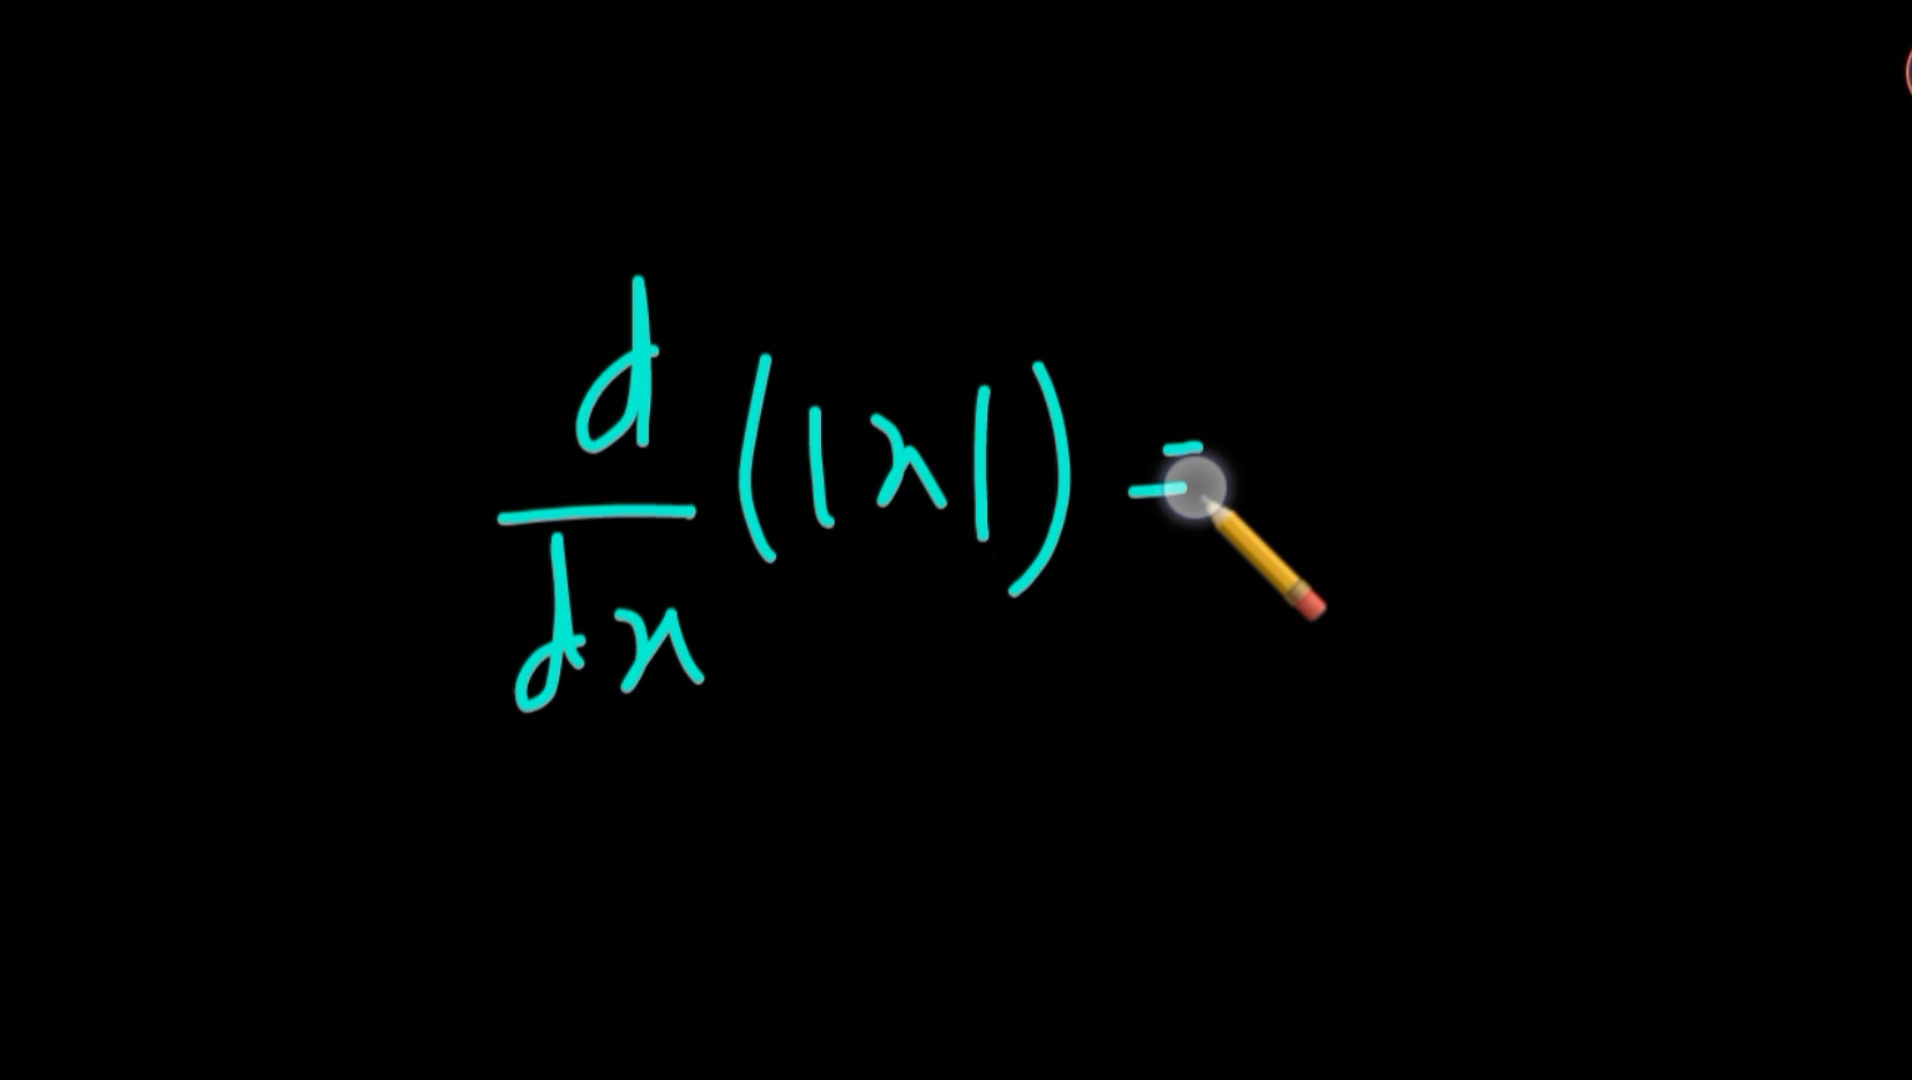 d/dx (|x|) =